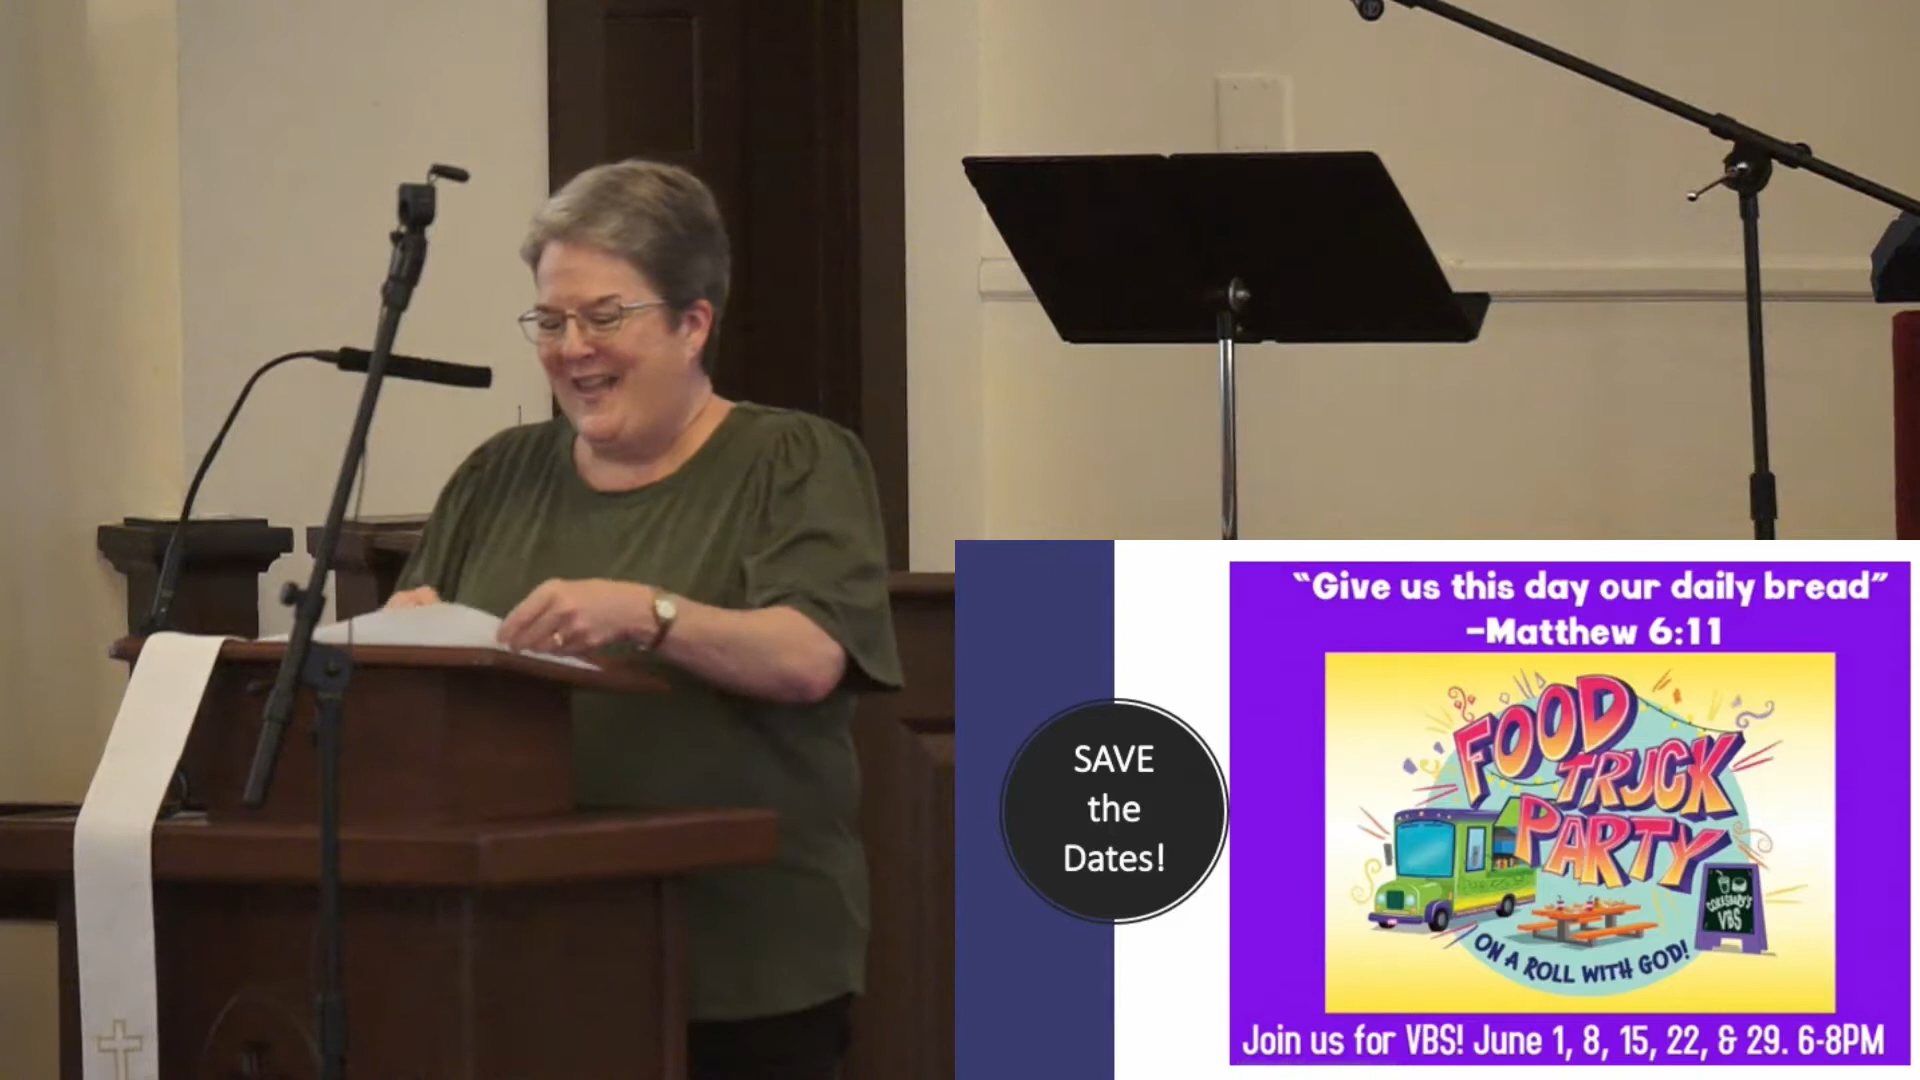 SAVE
the
Dates!
“Give us this day our daily bread”
-Matthew 6:11
FOOD
TRUCK
PARTY
COKESBURY'S
VBS
ON A ROLL WITH GOD!
Join us for VBS! June 1, 8, 15, 22, & 29. 6-8PM